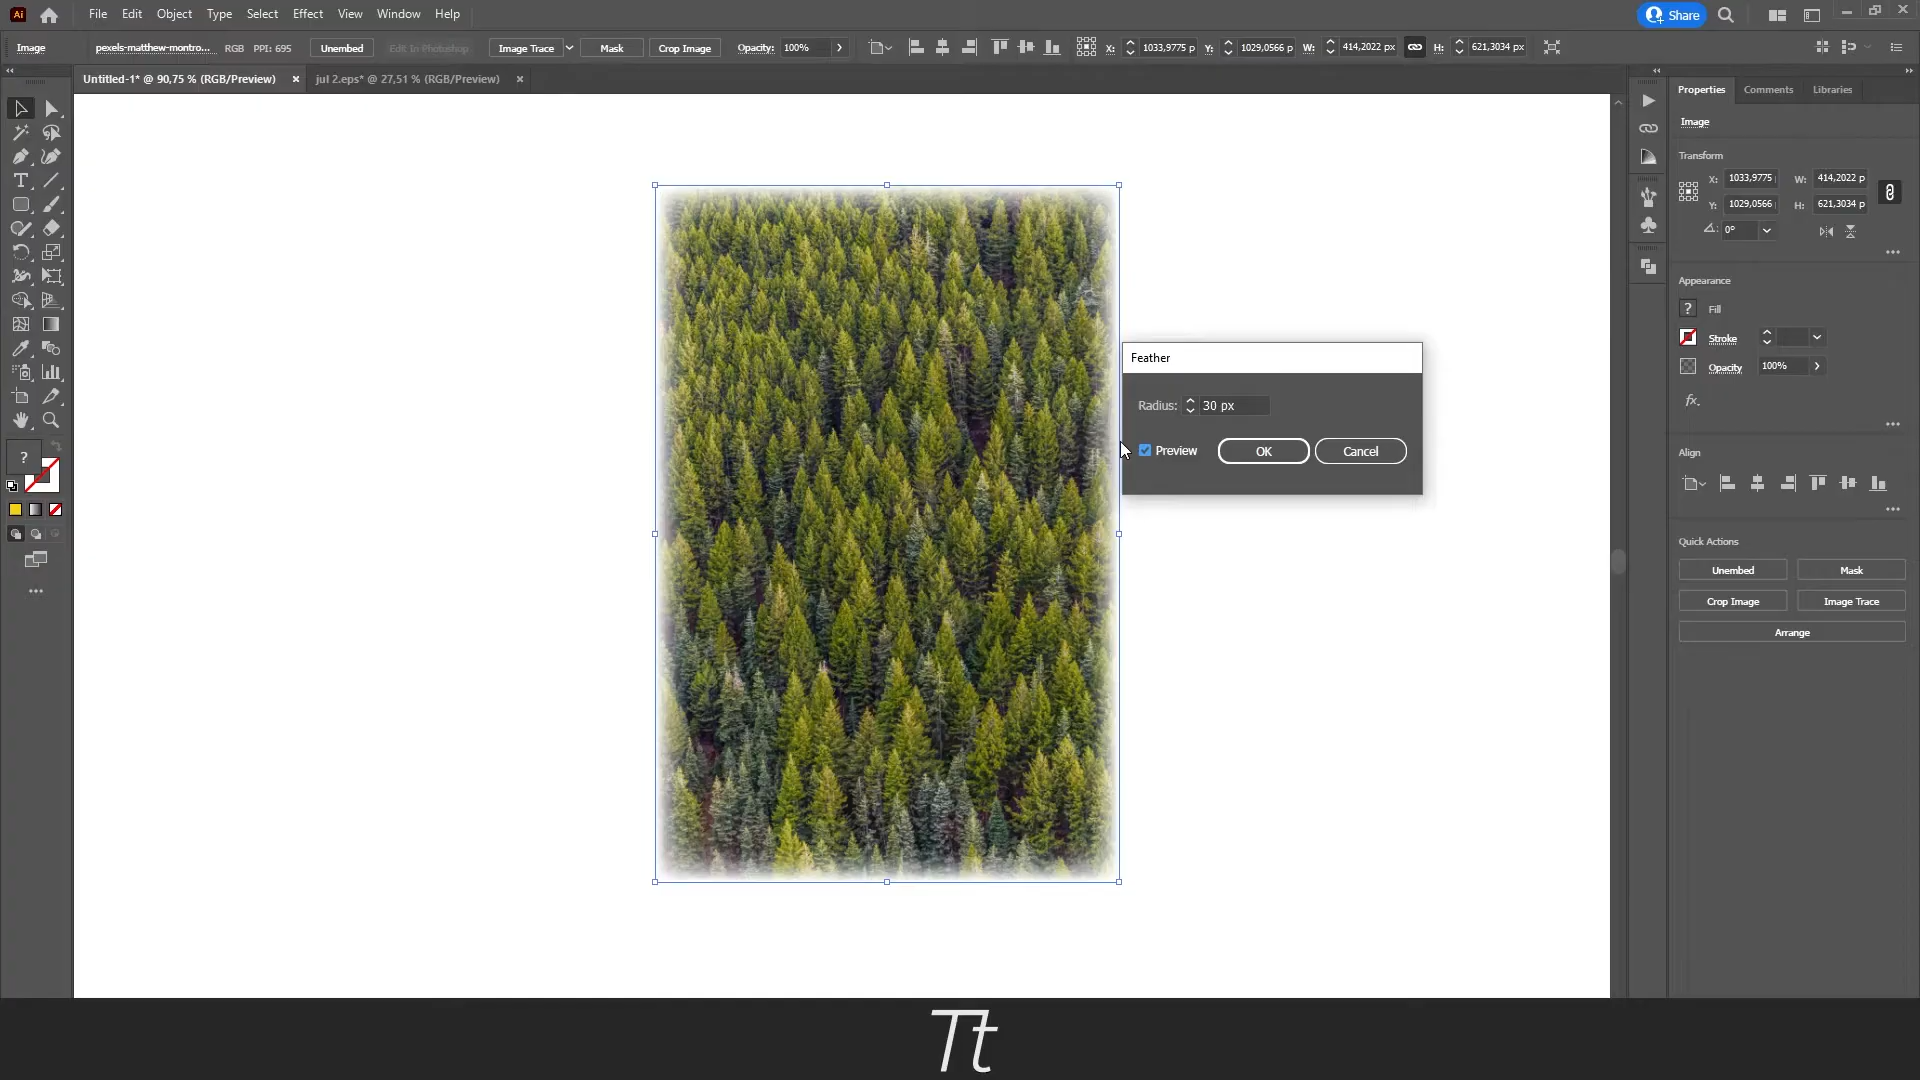 Ai File Edit Object Type Select Effect View Window Help Share
Image pexels-matthew-montro... RGB PPI: 695 Unembed Edit In Photoshop Image Trace Mask Crop Image Opacity: 100% X: 1033,9775 p Y: 1029,0566 p W: 414,2022 px H: 621,3034 px
Untitled-1* @ 90,75 % (RGB/Preview) × jul 2.eps* @ 27,51 % (RGB/Preview) ×
Properties Comments Libraries
Image
Transform
X: 1033,9775 W: 414,2022 p
Y: 1029,0566 H: 621,3034 p
0°
Appearance
? Fill
Stroke
Opacity 100%
fx.
Align
Quick Actions
Unembed Mask
Crop Image Image Trace
Arrange
Feather
Radius: 30 px
Preview OK Cancel
T
?
Tt